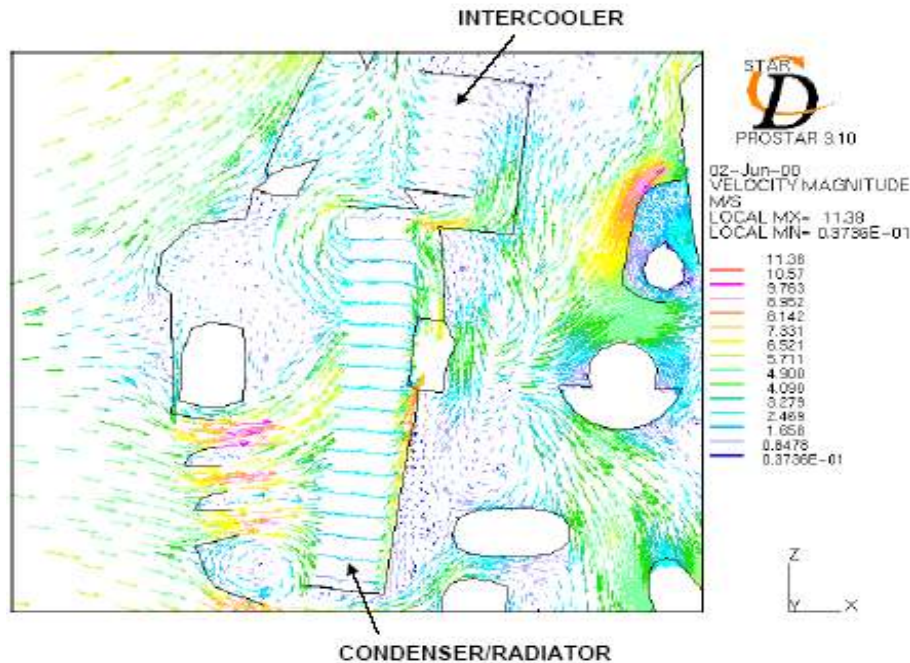 INTERCOOLER
STAR
CD
PROSTAR 3.10
02-Jun-00
VELOCITY MAGNITUDE
M/S
LOCAL MX= 11.38
LOCAL MN= 0.3736E-01
11.38
10.57
9.763
8.952
8.142
7.331
6.521
5.711
4.900
4.090
3.279
2.469
1.658
0.8478
0.3736E-01
Z
Y
X
CONDENSER/RADIATOR